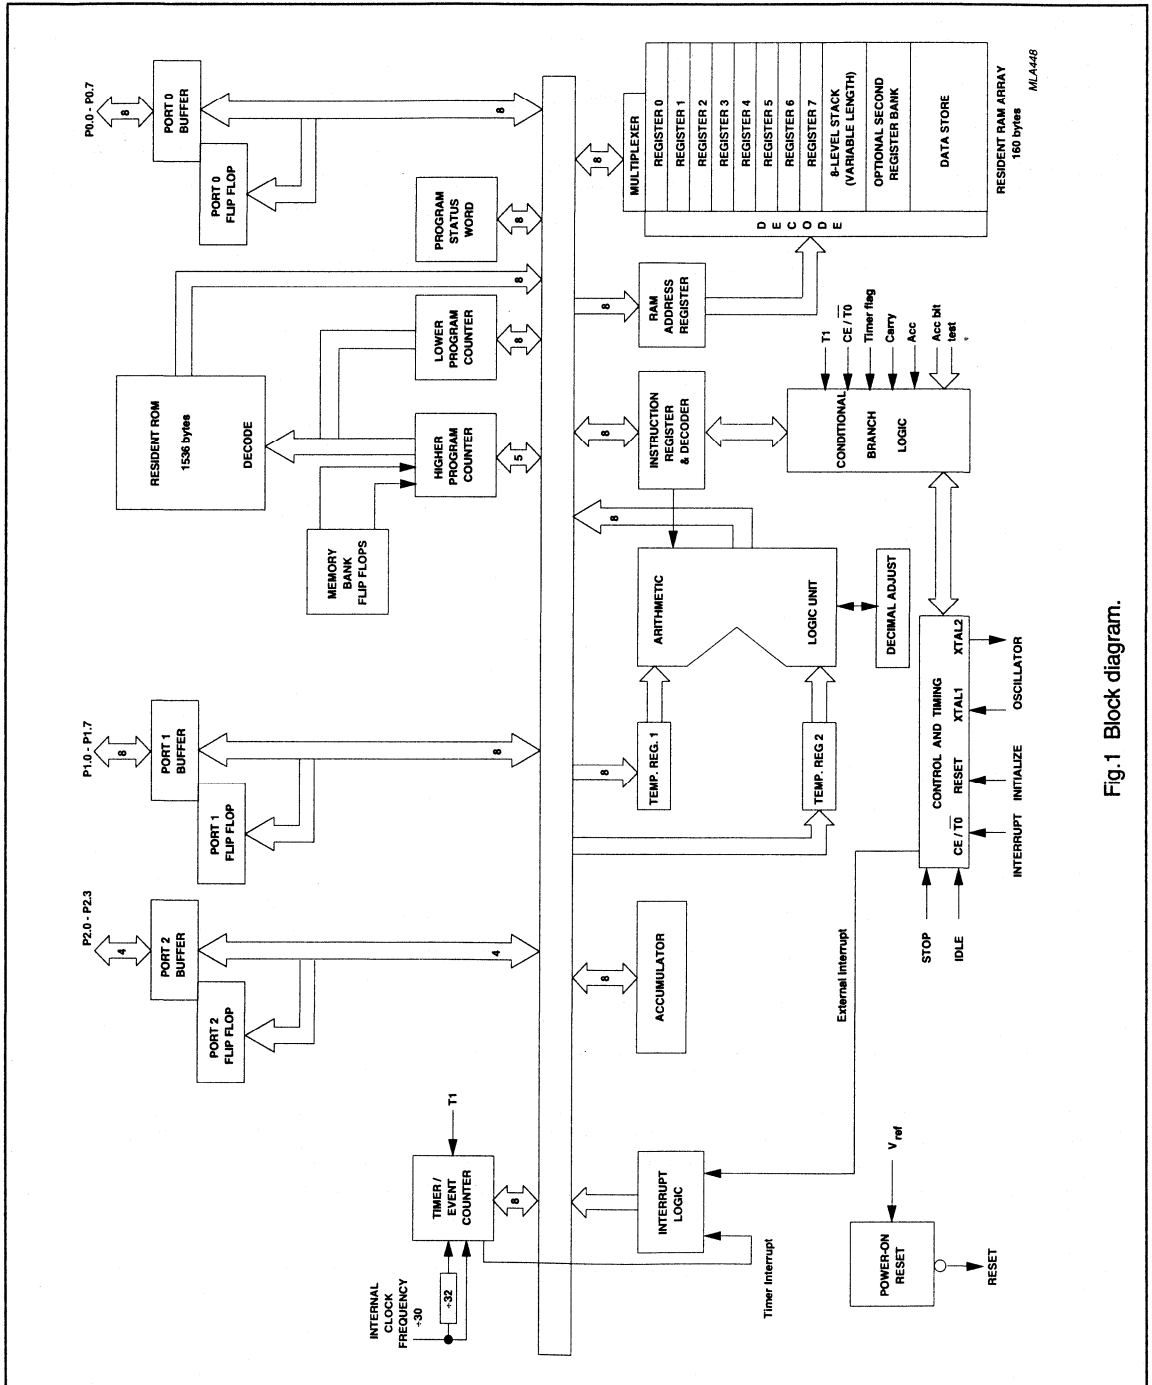 P0.0 - P0.7
8
PORT 0
BUFFER
PORT 0
FLIP FLOP
8
PROGRAM
STATUS
WORD
8
8
RESIDENT ROM
1536 bytes
DECODE
LOWER
PROGRAM
COUNTER
8
HIGHER
PROGRAM
COUNTER
5
MEMORY
BANK
FLIP FLOPS
P1.0 - P1.7
8
PORT 1
BUFFER
PORT 1
FLIP FLOP
8
P2.0 - P2.3
4
PORT 2
BUFFER
PORT 2
FLIP FLOP
4
T1
TIMER /
EVENT
COUNTER
8
INTERNAL
CLOCK
FREQUENCY
÷30
÷32
8
MULTIPLEXER
REGISTER 0
REGISTER 1
REGISTER 2
REGISTER 3
REGISTER 4
REGISTER 5
REGISTER 6
REGISTER 7
8-LEVEL STACK
(VARIABLE LENGTH)
OPTIONAL SECOND
REGISTER BANK
DATA STORE
DECODE
RESIDENT RAM ARRAY
160 bytes
MLA448
8
RAM
ADDRESS
REGISTER
8
INSTRUCTION
REGISTER
& DECODER
T1
CE / T0
Timer flag
Carry
Acc
Acc bit
test
CONDITIONAL
BRANCH
LOGIC
8
ARITHMETIC
LOGIC UNIT
DECIMAL ADJUST
8
TEMP. REG. 1
TEMP. REG 2
CONTROL AND TIMING
CE / T0
RESET
XTAL1
XTAL2
INTERRUPT
INITIALIZE
OSCILLATOR
STOP
IDLE
8
ACCUMULATOR
External Interrupt
INTERRUPT
LOGIC
Timer Interrupt
Vref
POWER-ON
RESET
RESET
Fig.1 Block diagram.